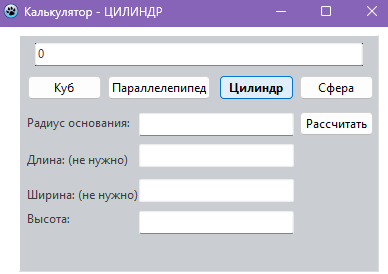 Калькулятор - ЦИЛИНДР
0
Куб Параллелепипед Цилиндр Сфера
Радиус основания: Рассчитать
Длина: (не нужно)
Ширина: (не нужно)
Высота: